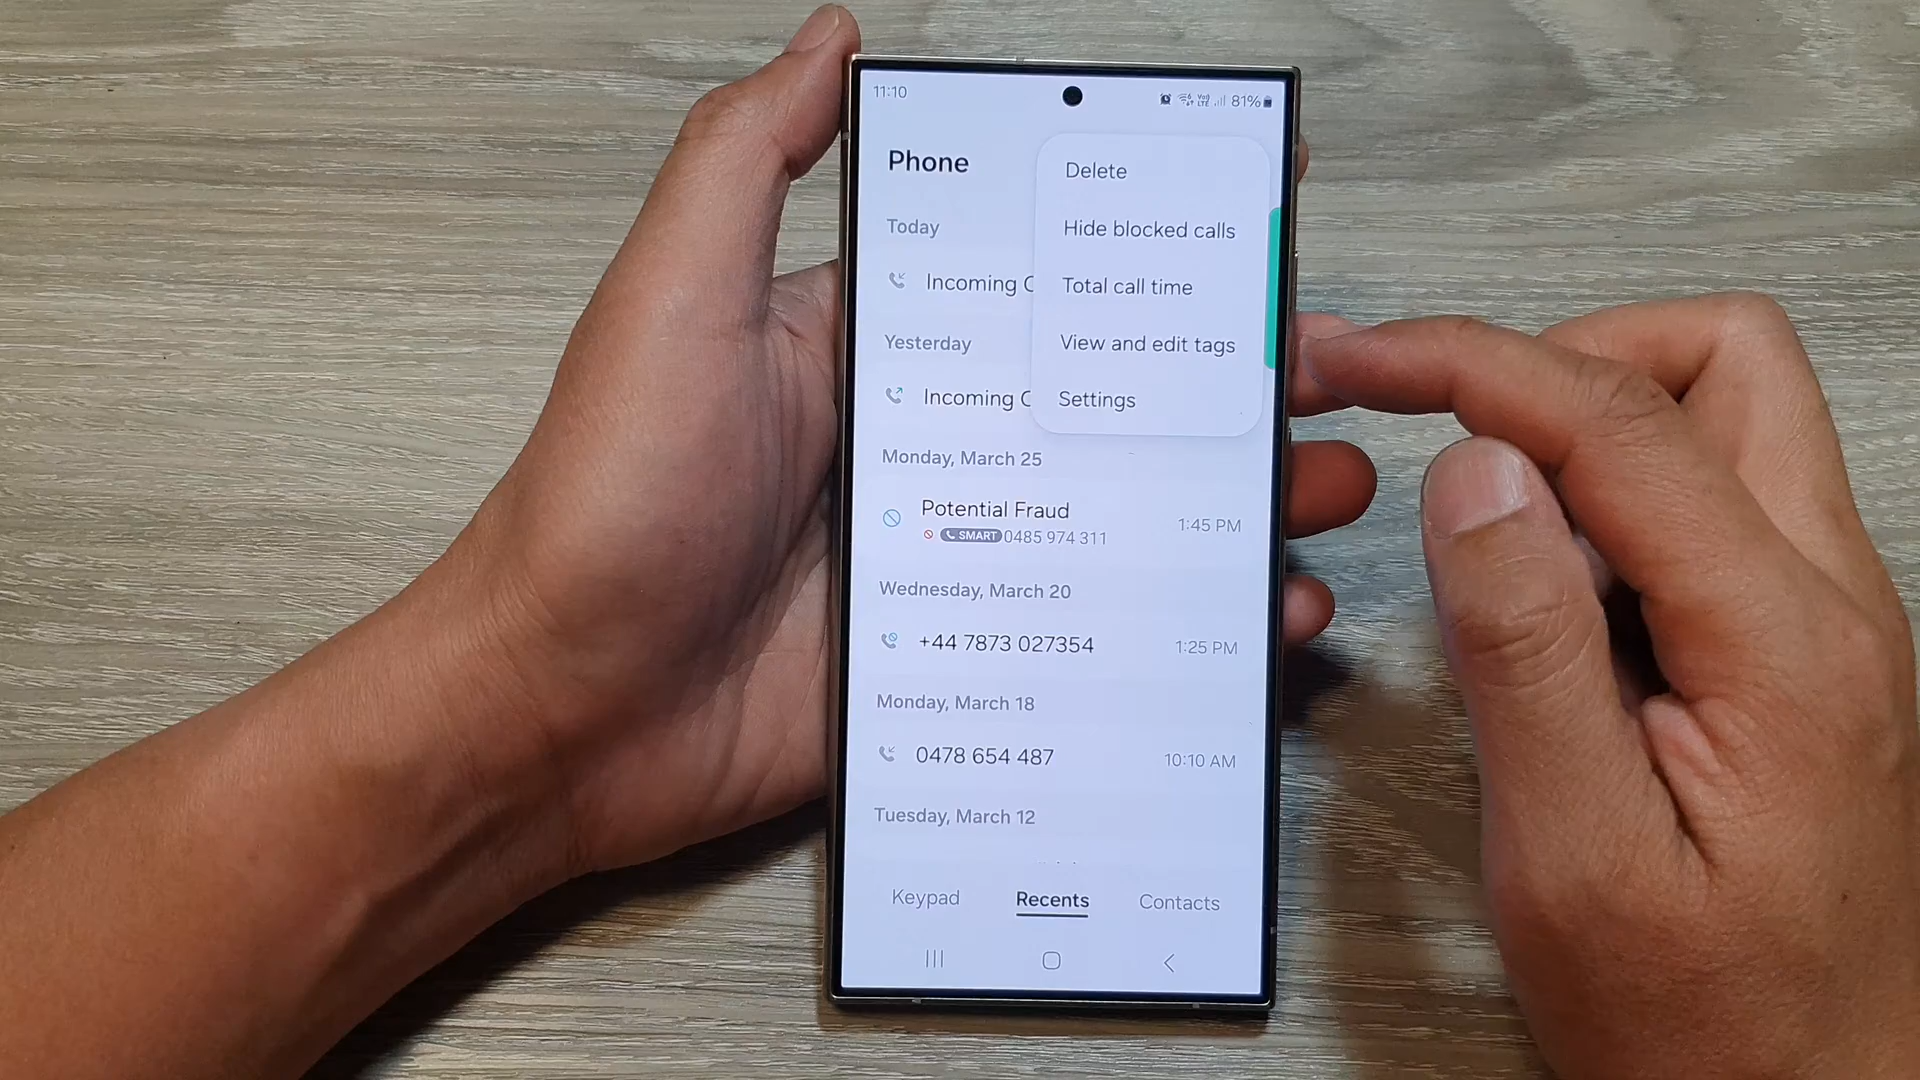 11:10
Voj) LTE 81%
Phone
Delete
Today
Hide blocked calls
Incoming C
Total call time
Yesterday
View and edit tags
Incoming C
Settings
Monday, March 25
Potential Fraud
SMART 0485 974 311
1:45 PM
Wednesday, March 20
+44 7873 027354
1:25 PM
Monday, March 18
0478 654 487
10:10 AM
Tuesday, March 12
Keypad
Recents
Contacts